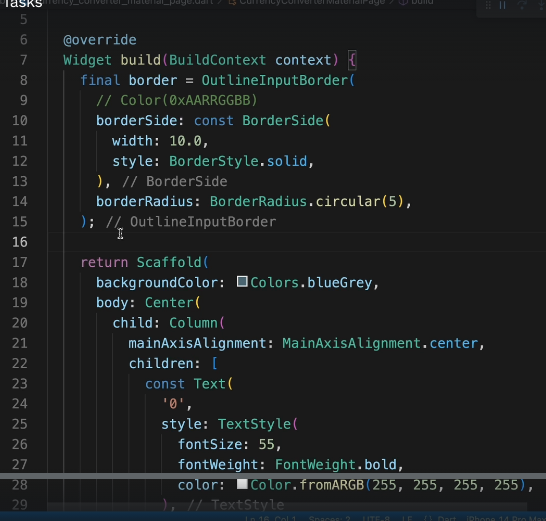 Tasks
currency_converter_material_page.dart > CurrencyConverterMaterialPage > build
5
6 @override
7 Widget build(BuildContext context) {
8 final border = OutlineInputBorder(
9 // Color(0xAARRGGBB)
10 borderSide: const BorderSide(
11 width: 10.0,
12 style: BorderStyle.solid,
13 ), // BorderSide
14 borderRadius: BorderRadius.circular(5),
15 ); // OutlineInputBorder
16
17 return Scaffold(
18 backgroundColor: Colors.blueGrey,
19 body: Center(
20 child: Column(
21 mainAxisAlignment: MainAxisAlignment.center,
22 children: [
23 const Text(
24 '0',
25 style: TextStyle(
26 fontSize: 55,
27 fontWeight: FontWeight.bold,
28 color: Color.fromARGB(255, 255, 255, 255),
29 ), // TextStyle